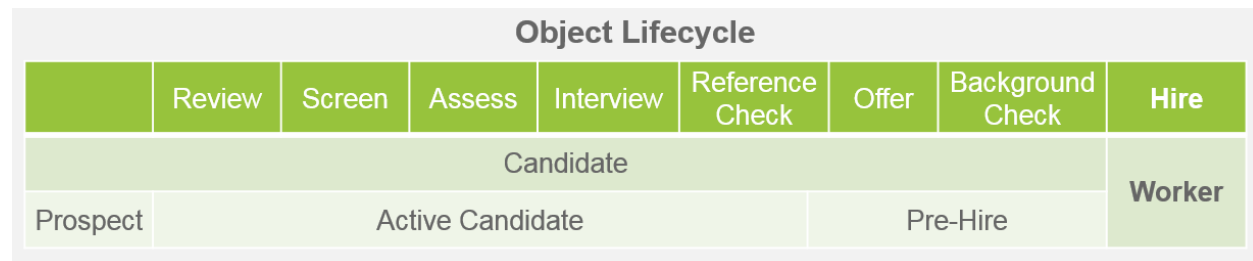 Object Lifecycle
Review Screen Assess Interview Reference Check Offer Background Check Hire
Candidate
Worker
Prospect Active Candidate Pre-Hire